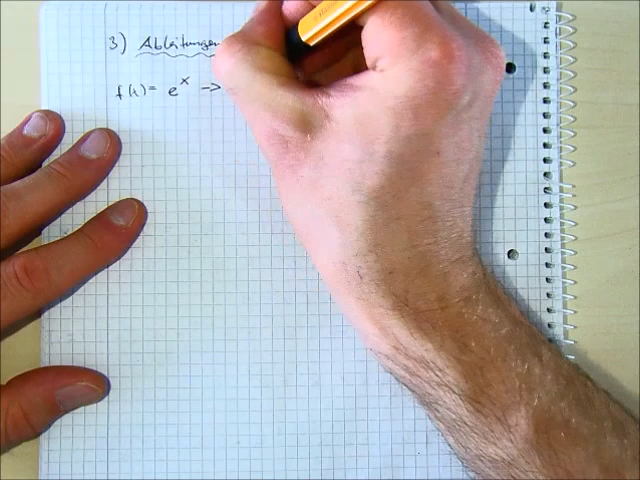 3) Ableitungen
f(x)= e^x →